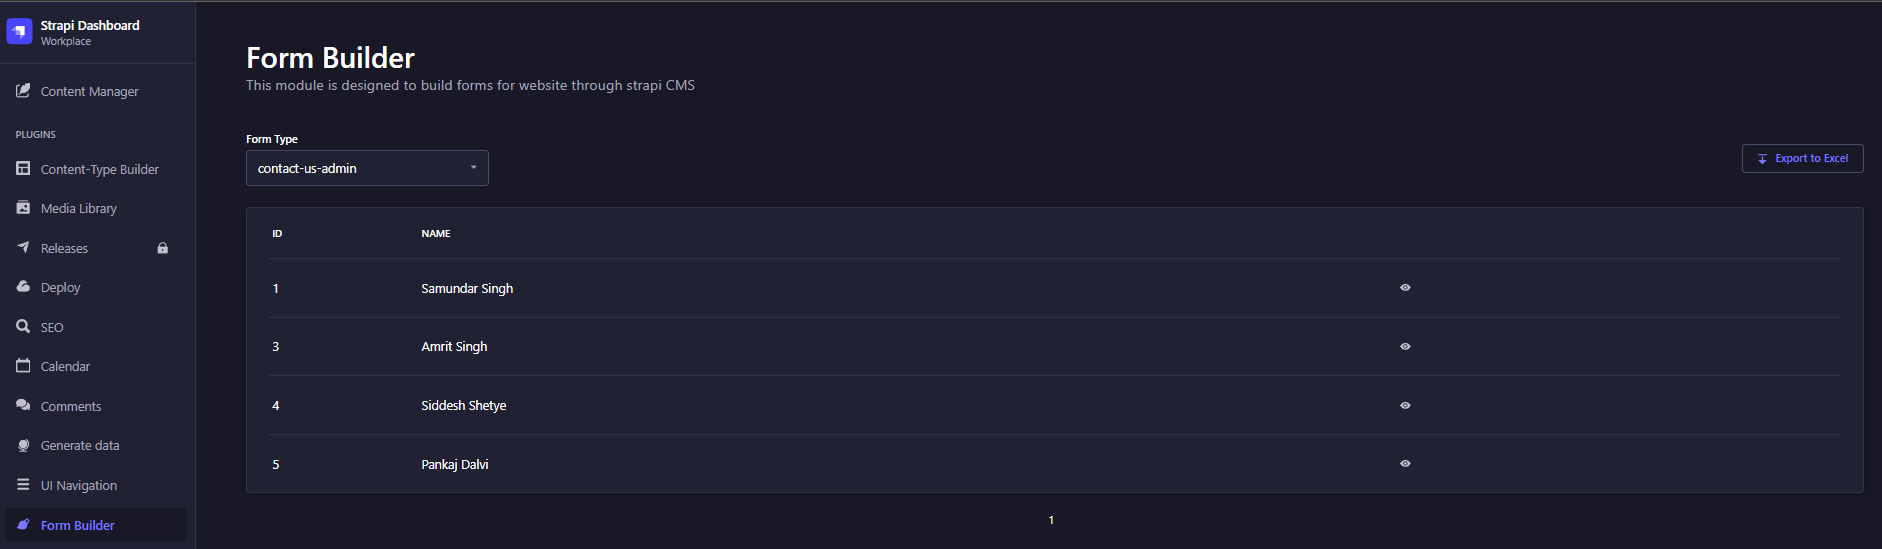 Strapi Dashboard
Workplace
Content Manager
PLUGINS
Content-Type Builder
Media Library
Releases
Deploy
SEO
Calendar
Comments
Generate data
UI Navigation
Form Builder
Form Builder
This module is designed to build forms for website through strapi CMS
Form Type
contact-us-admin
Export to Excel
ID NAME
1 Samundar Singh
3 Amrit Singh
4 Siddesh Shetye
5 Pankaj Dalvi
1